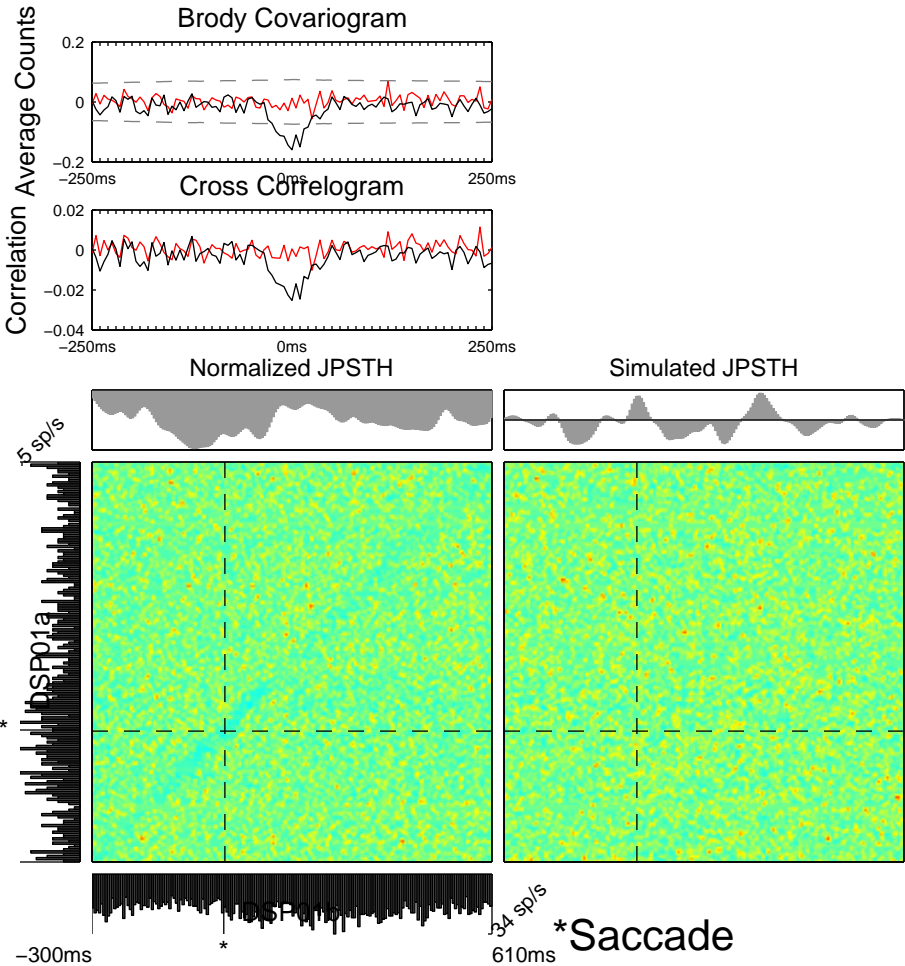 Brody Covariogram
Average Counts
0.2
0
−0.2
−250ms
0ms
250ms
Cross Correlogram
Correlation
0.02
0
−0.02
−0.04
−250ms
0ms
250ms
Normalized JPSTH
Simulated JPSTH
5 sp/s
DSP01a
*
DSP01b
34 sp/s
*
*Saccade
−300ms
610ms